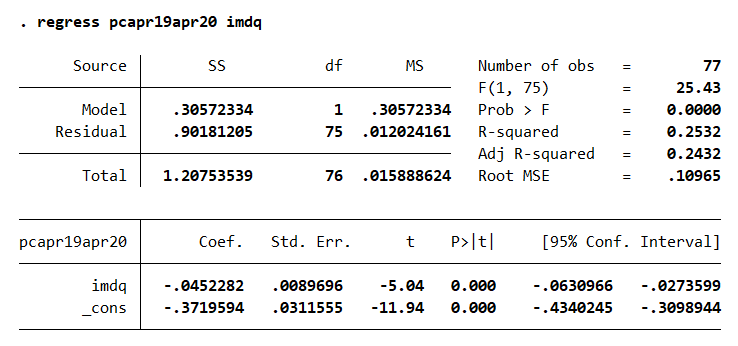 . regress pcapr19apr20 imdq
Source SS df MS Number of obs = 77
F(1, 75) = 25.43
Model .30572334 1 .30572334 Prob > F = 0.0000
Residual .90181205 75 .012024161 R-squared = 0.2532
Adj R-squared = 0.2432
Total 1.20753539 76 .015888624 Root MSE = .10965
pcapr19apr20 Coef. Std. Err. t P>|t| [95% Conf. Interval]
imdq -.0452282 .0089696 -5.04 0.000 -.0630966 -.0273599
_cons -.3719594 .0311555 -11.94 0.000 -.4340245 -.3098944